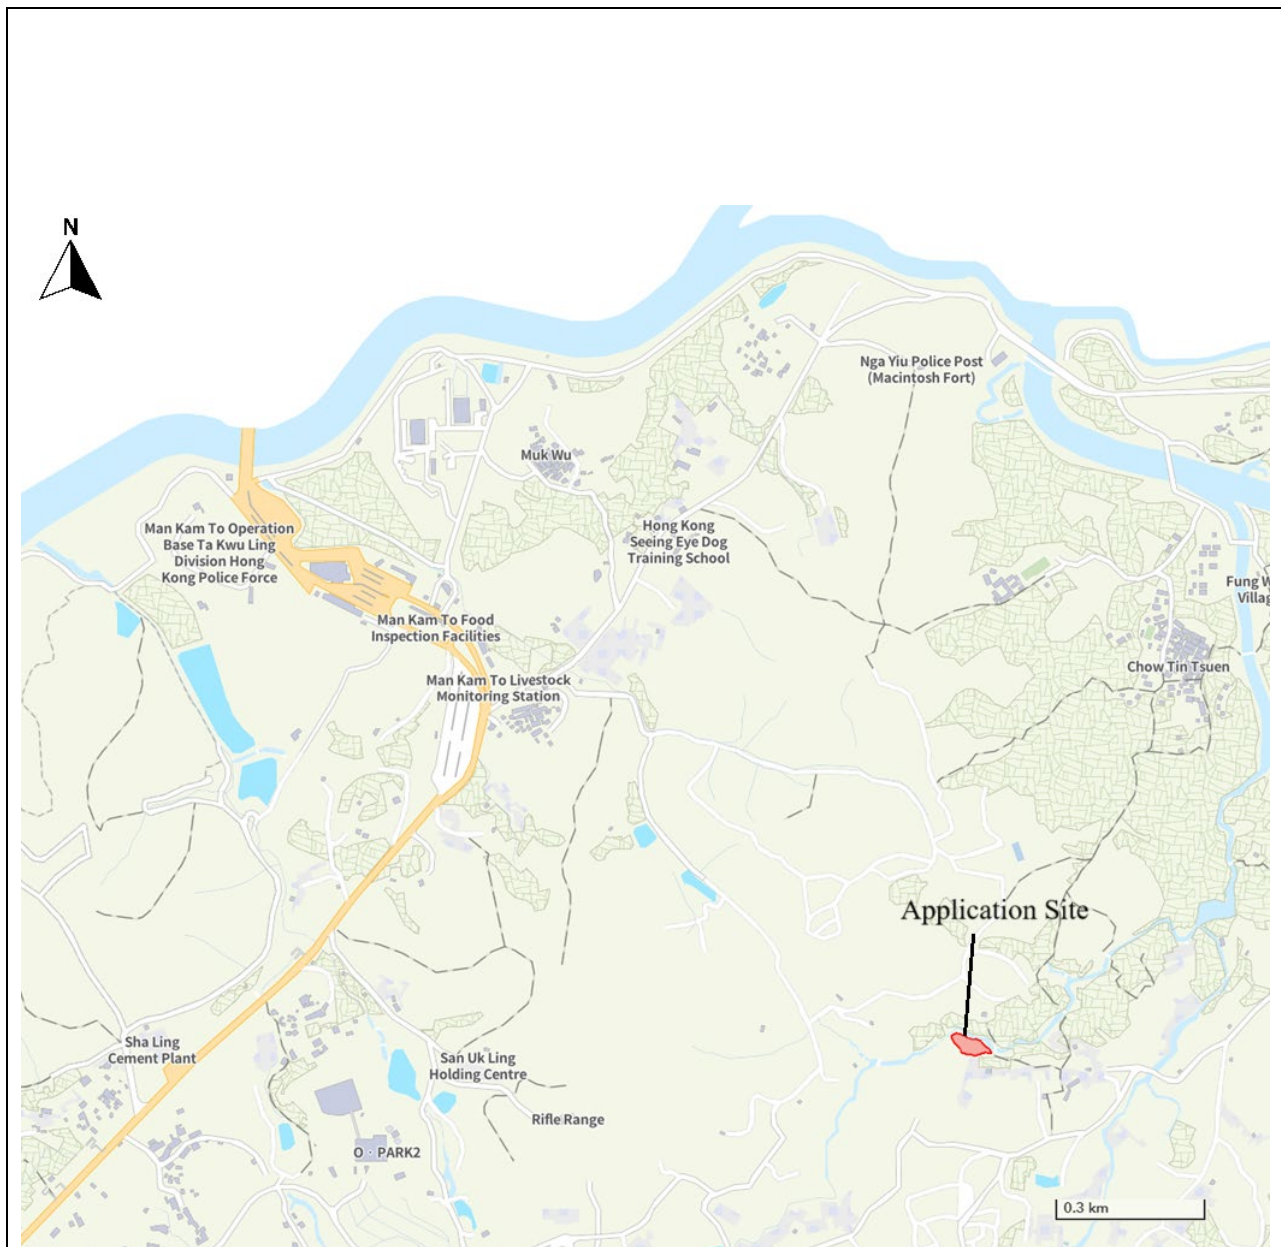 N
Nga Yiu Police Post
(Macintosh Fort)
Muk Wu
Man Kam To Operation
Base Ta Kwu Ling
Division Hong
Kong Police Force
Hong Kong
Seeing Eye Dog
Training School
Fung W
Villag
Man Kam To Food
Inspection Facilities
Chow Tin Tsuen
Man Kam To Livestock
Monitoring Station
Application Site
Sha Ling
Cement Plant
San Uk Ling
Holding Centre
Rifle Range
O · PARK2
0.3 km